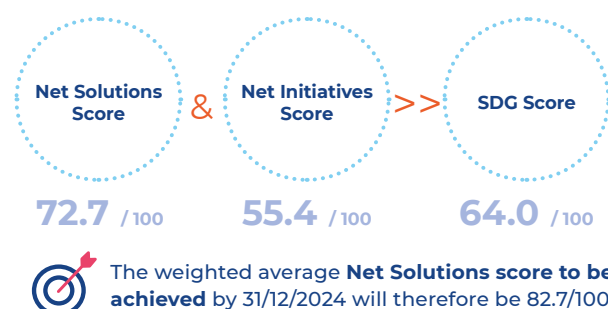 Net Solutions
Score
&
Net Initiatives
Score
>>
SDG Score
72.7 / 100
55.4 / 100
64.0 / 100
The weighted average Net Solutions score to be
achieved by 31/12/2024 will therefore be 82.7/100